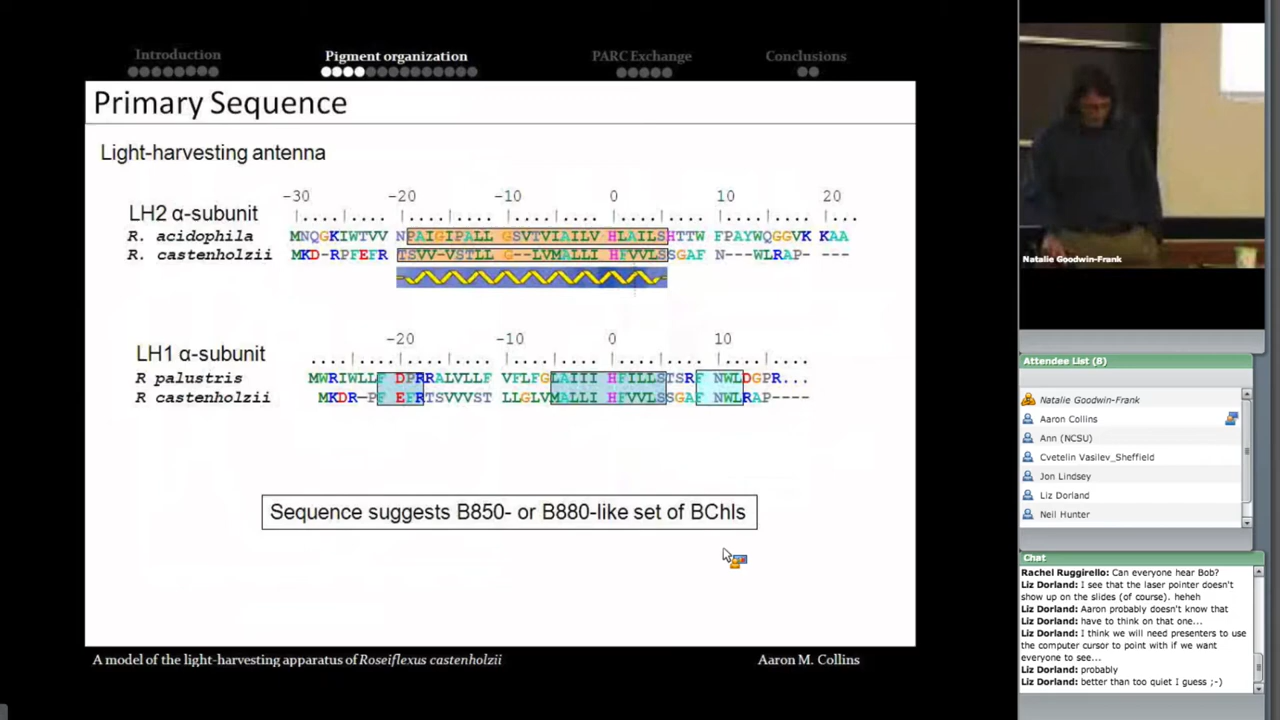 Introduction
Pigment organization
PARC Exchange
Conclusions
Primary Sequence
Light-harvesting antenna
-30 -20 -10 0 10 20
LH2 α-subunit
R. acidophila MNQGKIWTVV NPAIGIPALL GSVTVIAILV HLAILSHTTW FPAYWQGGVK KAA
R. castenholzii MKD-RPFEFR TSVV-VSTLL G--LVMALLI HFVVLSSGAF N---WLRAP- ---
-20 -10 0 10
LH1 α-subunit
R palustris MWRIWLLF DPRRALVLLF VFLFGLAIII HFILLSTSRF NWLDGPR...
R castenholzii MKDR-PF EFRTSVVVST LLGLVMALLI HFVVLSSGAF NWLRAP----
Sequence suggests B850- or B880-like set of BChls
A model of the light-harvesting apparatus of Roseiflexus castenholzii
Aaron M. Collins
Natalie Goodwin-Frank
Attendee List (8)
Natalie Goodwin-Frank
Aaron Collins
Ann (NCSU)
Cvetelin Vasilev_Sheffield
Jon Lindsey
Liz Dorland
Neil Hunter
Chat
Rachel Ruggirello: Can everyone hear Bob?
Liz Dorland: I see that the laser pointer doesn't
show up on the slides (of course). heheh
Liz Dorland: Aaron probably doesn't know that
Liz Dorland: have to think on that one...
Liz Dorland: I think we will need presenters to use
the computer cursor to point with if we want
everyone to see...
Liz Dorland: probably
Liz Dorland: better than too quiet I guess ;-)